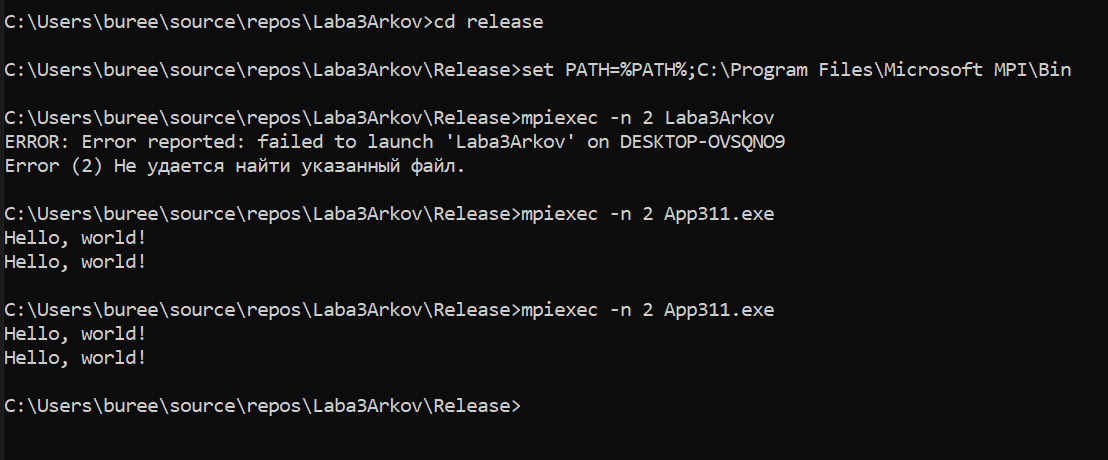 C:\Users\buree\source\repos\Laba3Arkov>cd release
C:\Users\buree\source\repos\Laba3Arkov\Release>set PATH=%PATH%;C:\Program Files\Microsoft MPI\Bin
C:\Users\buree\source\repos\Laba3Arkov\Release>mpiexec -n 2 Laba3Arkov
ERROR: Error reported: failed to launch 'Laba3Arkov' on DESKTOP-OVSQNO9
Error (2) Не удается найти указанный файл.
C:\Users\buree\source\repos\Laba3Arkov\Release>mpiexec -n 2 App311.exe
Hello, world!
Hello, world!
C:\Users\buree\source\repos\Laba3Arkov\Release>mpiexec -n 2 App311.exe
Hello, world!
Hello, world!
C:\Users\buree\source\repos\Laba3Arkov\Release>